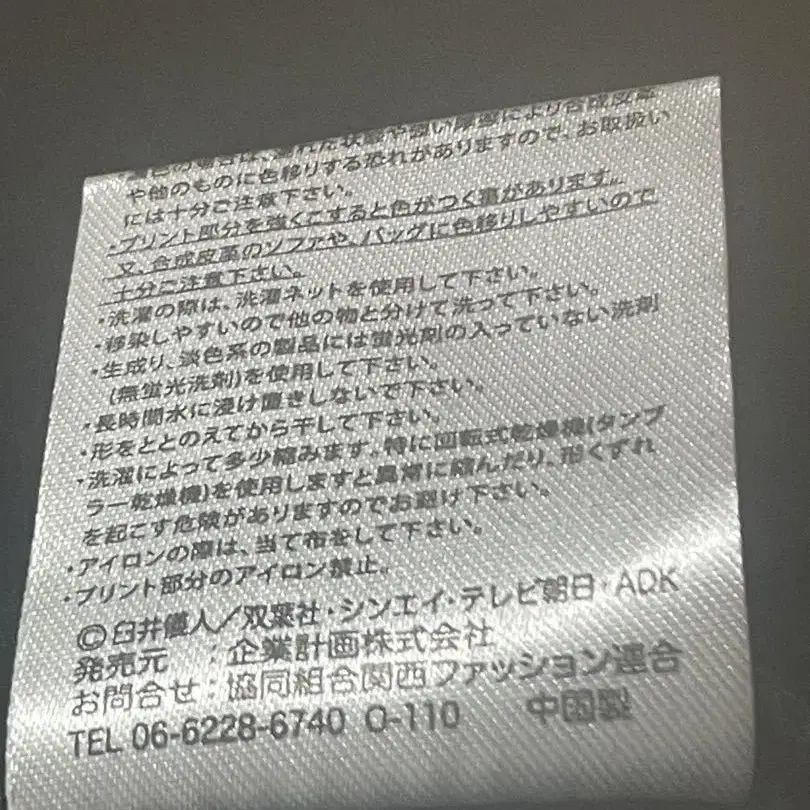 や他のものに色移りする恐れがありますので、お取扱い
には十分ご注意下さい。
・プリント部分を強くこすると色がつく事があります。
又、合成皮革のソファや、バッグに色移りしやすいので
十分ご注意下さい。
・洗濯の際は、洗濯ネットを使用して下さい。
・移染しやすいので他の物と分けて洗って下さい。
・生成り、淡色系の製品には蛍光剤の入っていない洗剤
(無蛍光洗剤)を使用して下さい。
・長時間水に浸け置きしないで下さい。
・形をととのえてから干して下さい。
・洗濯によって多少縮みます。特に回転式乾燥機(タンブ
ラー乾燥機)を使用しますと異常に縮んだり、形くずれ
を起こす危険がありますのでお避け下さい。
・アイロンの際は、当て布をして下さい。
・プリント部分のアイロン禁止。
©臼井儀人/双葉社・シンエイ・テレビ朝日・ADK
発売元 : 企業計画株式会社
お問合せ : 協同組合関西ファッション連合
TEL 06-6228-6740 O-110 中国製